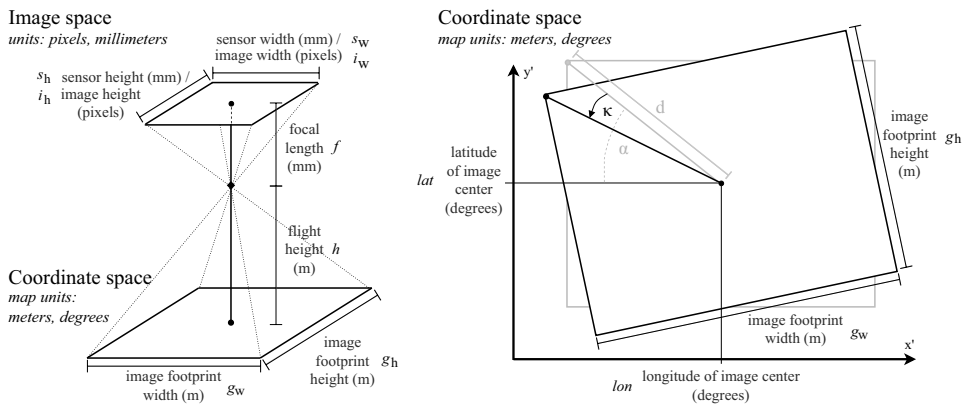 Image space
units: pixels, millimeters
sensor width (mm) / sw
image width (pixels) iw
sh sensor height (mm) /
ih image height
(pixels)
focal
length f
(mm)
flight
height h
(m)
Coordinate space
map units:
meters, degrees
image
footprint gh
height (m)
image footprint gw
width (m)
Coordinate space
map units: meters, degrees
y'
d
κ
α
latitude
lat of image
center
(degrees)
image
footprint gh
height
(m)
image footprint
width (m) gw
x'
lon longitude of image center
(degrees)